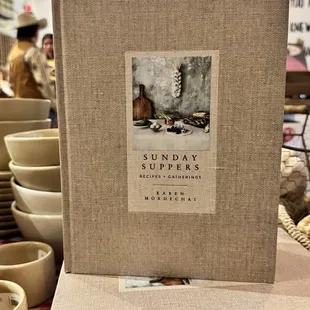 SUNDAY
SUPPERS
RECIPES + GATHERINGS
KAREN
MORDECHAI